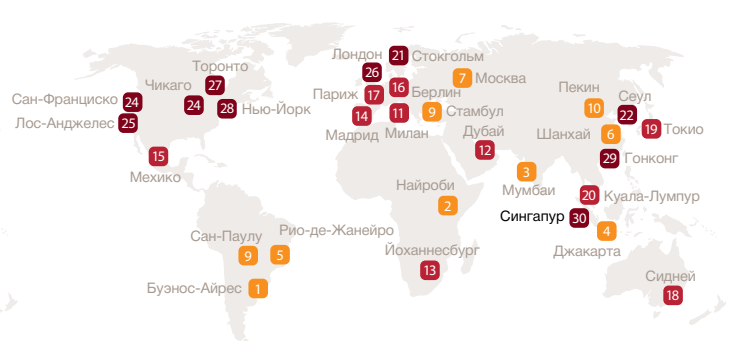 Лондон
21
Стокгольм
Торонто
26
Москва
7
Чикаго
27
16
Берлин
Пекин
Париж
17
Сан-Франциско
24
24
28
Нью-Йорк
10
Сеул
Лос-Анджелес
25
14
11
9
Стамбул
22
Мадрид
Милан
Дубай
Шанхай
6
19
Токио
15
12
29
Гонконг
Мехико
3
Мумбаи
Найроби
2
20
Куала-Лумпур
Сингапур
30
Сан-Паулу
Рио-де-Жанейро
4
Йоханнесбург
Джакарта
9
5
13
Сидней
Буэнос-Айрес
1
18